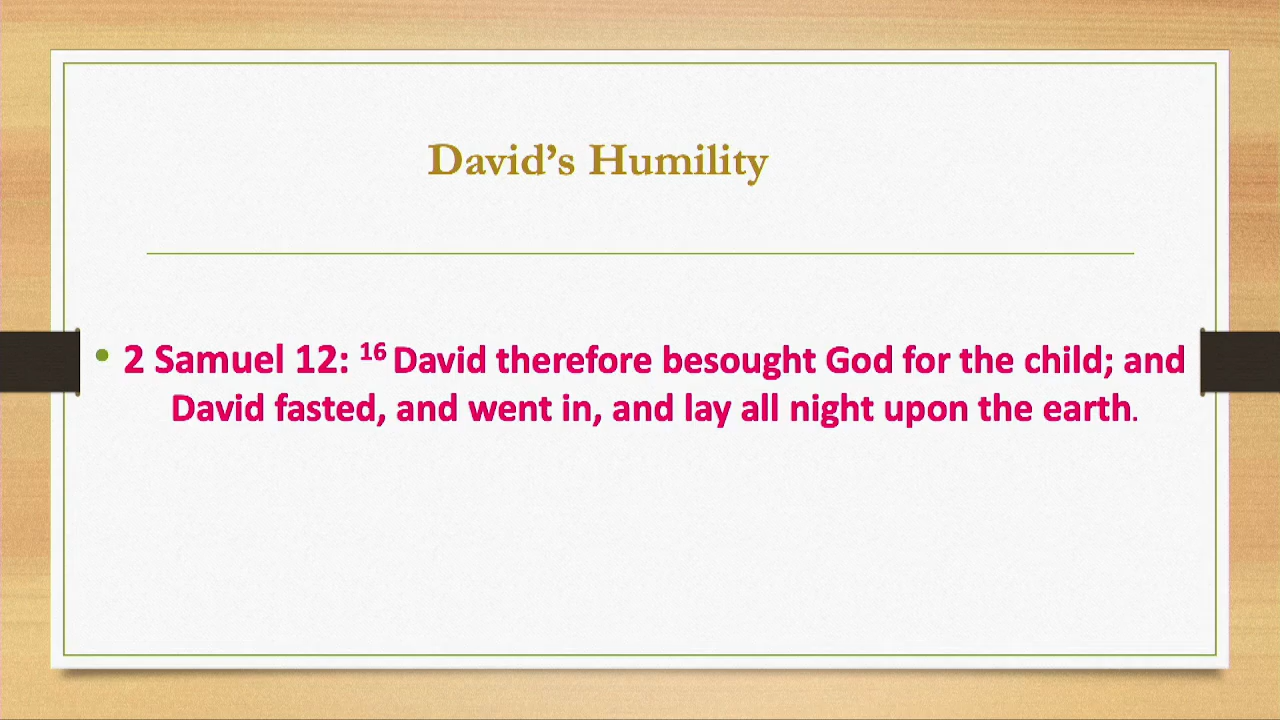 David’s Humility
• 2 Samuel 12: ¹⁶ David therefore besought God for the child; and
David fasted, and went in, and lay all night upon the earth.